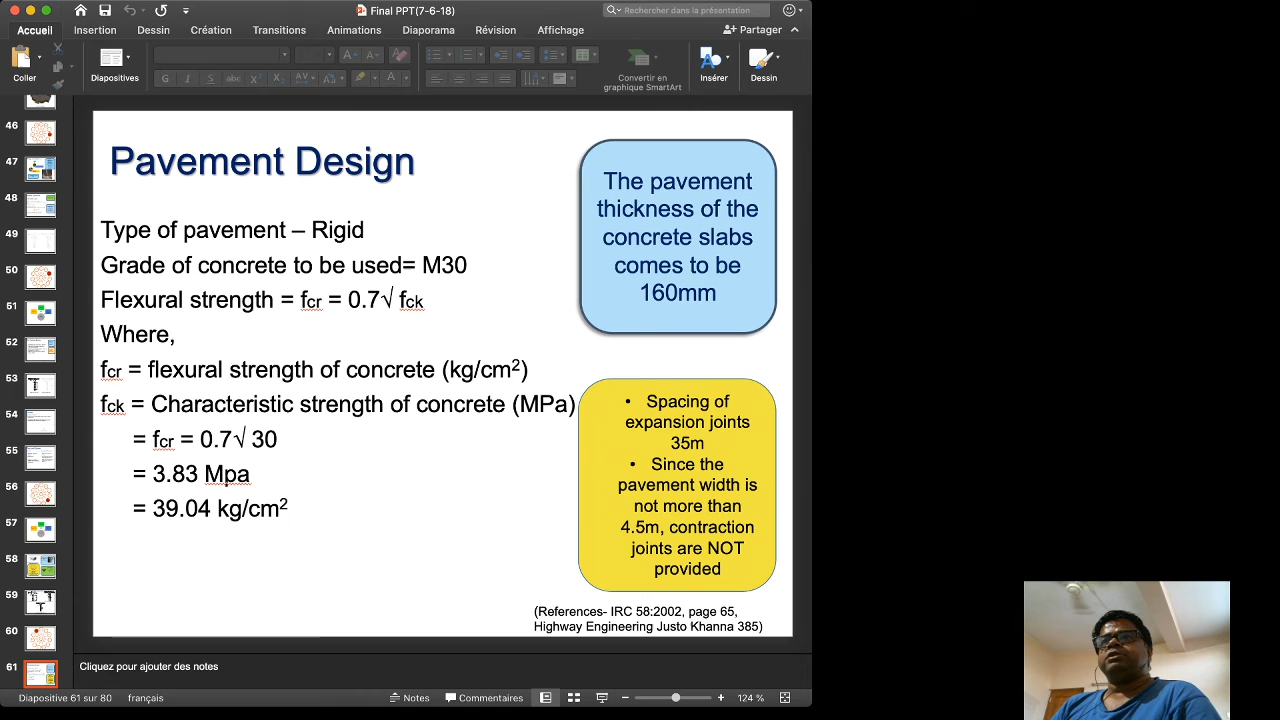 Final PPT(7-6-18)
Rechercher dans la présentation
Accueil Insertion Dessin Création Transitions Animations Diaporama Révision Affichage Partager
Coller
Diapositives
Convertir en
graphique SmartArt
Insérer
Dessin
G I S abc X² X₂ AV Aa A
46
47
48
49
50
51
52
53
54
55
56
57
58
59
60
61
Pavement Design
Type of pavement – Rigid
Grade of concrete to be used= M30
Flexural strength = fcr = 0.7√ fck
Where,
fcr = flexural strength of concrete (kg/cm²)
fck = Characteristic strength of concrete (MPa)
= fcr = 0.7√ 30
= 3.83 Mpa
= 39.04 kg/cm²
The pavement
thickness of the
concrete slabs
comes to be
160mm
• Spacing of
expansion joints
35m
• Since the
pavement width is
not more than
4.5m, contraction
joints are NOT
provided
(References- IRC 58:2002, page 65,
Highway Engineering Justo Khanna 385)
Cliquez pour ajouter des notes
Diapositive 61 sur 80 français Notes Commentaires 124 %